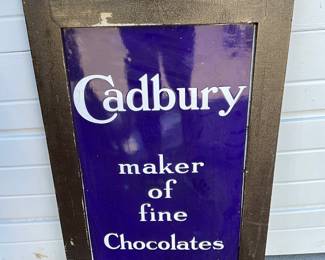 Cadbury
maker
of
fine
Chocolates